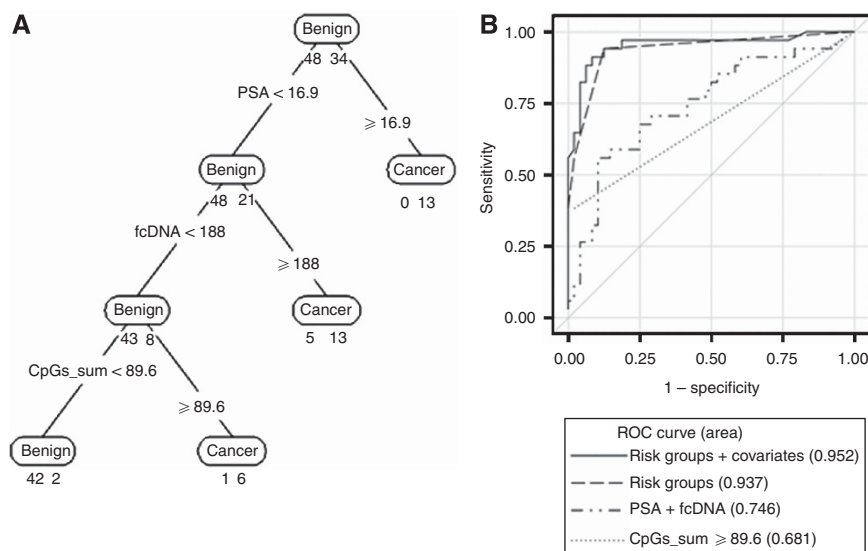 A
Benign
48 34
PSA < 16.9
⩾ 16.9
Benign
Cancer
48 21
0 13
fcDNA < 188
⩾ 188
Benign
Cancer
43 8
5 13
CpGs_sum < 89.6
⩾ 89.6
Benign
Cancer
42 2
1 6
B
1.00
0.75
0.50
0.25
0.00
Sensitivity
0.00 0.25 0.50 0.75 1.00
1 – specificity
ROC curve (area)
Risk groups + covariates (0.952)
Risk groups (0.937)
PSA + fcDNA (0.746)
CpGs_sum ⩾ 89.6 (0.681)